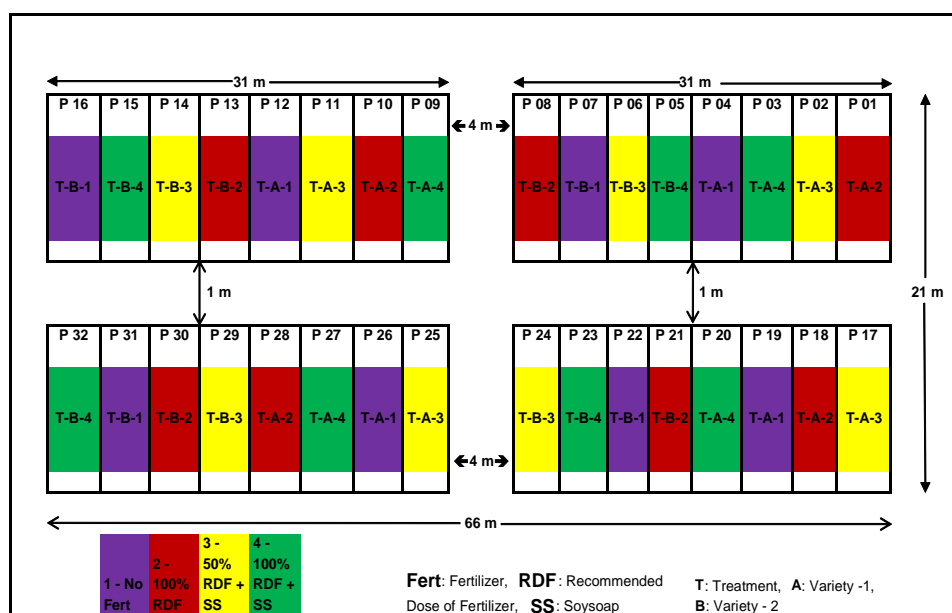 31 m 31 m
P 16 P 15 P 14 P 13 P 12 P 11 P 10 P 09 P 08 P 07 P 06 P 05 P 04 P 03 P 02 P 01
4 m
T-B-1 T-B-4 T-B-3 T-B-2 T-A-1 T-A-3 T-A-2 T-A-4 T-B-2 T-B-1 T-B-3 T-B-4 T-A-1 T-A-4 T-A-3 T-A-2
1 m 1 m 21 m
P 32 P 31 P 30 P 29 P 28 P 27 P 26 P 25 P 24 P 23 P 22 P 21 P 20 P 19 P 18 P 17
T-B-4 T-B-1 T-B-2 T-B-3 T-A-2 T-A-4 T-A-1 T-A-3 T-B-3 T-B-4 T-B-1 T-B-2 T-A-4 T-A-1 T-A-2 T-A-3
4 m
66 m
1 - No
Fert
2 -
100%
RDF
3 -
50%
RDF +
SS
4 -
100%
RDF +
SS
Fert: Fertilizer, RDF: Recommended
Dose of Fertilizer, SS: Soysoap
T: Treatment, A: Variety -1,
B: Variety - 2